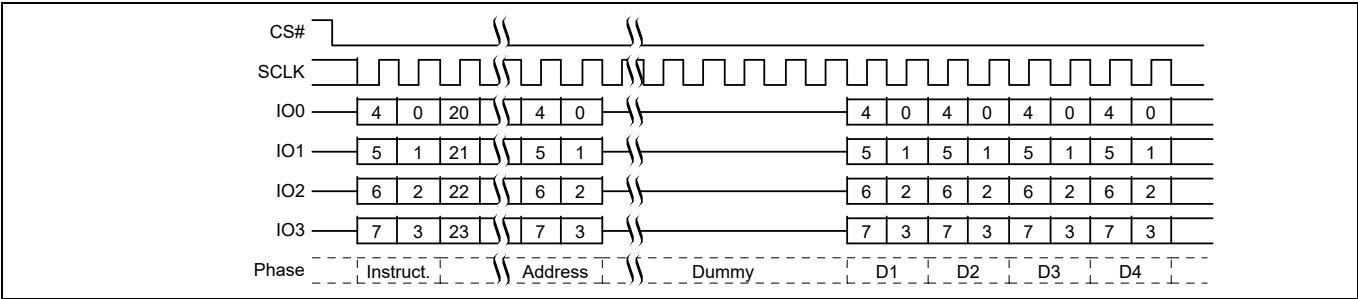 CS#
SCLK
IO0 4 0 20 4 0 4 0 4 0 4 0 4 0
IO1 5 1 21 5 1 5 1 5 1 5 1 5 1
IO2 6 2 22 6 2 6 2 6 2 6 2 6 2
IO3 7 3 23 7 3 7 3 7 3 7 3 7 3
Phase Instruct. Address Dummy D1 D2 D3 D4